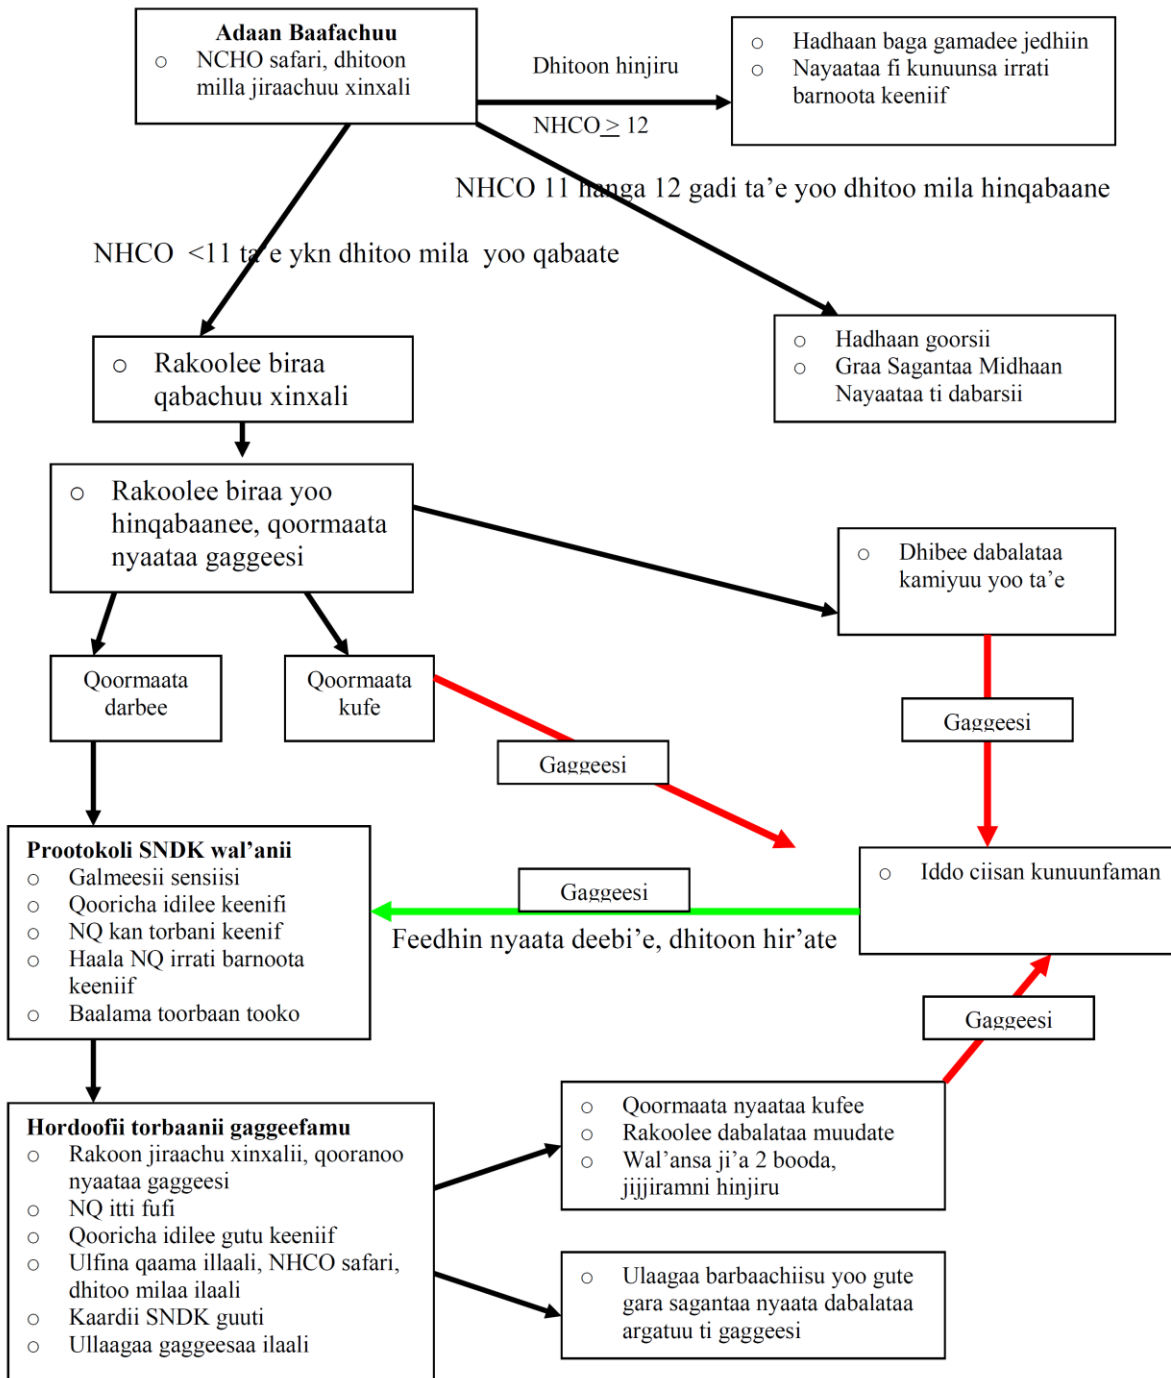 Adaan Baafachuu
○ NCHO safari, dhitoon
milla jiraachuu xinxali
Dhitoon hinjiru
NHCO ≥ 12
○ Hadhaan baga gamadee jedhiin
○ Nayaataa fi kunuunsa irrati
barnoota keeniif
NHCO 11 hanga 12 gadi ta’e yoo dhitoo mila hinqabaane
NHCO <11 ta’e ykn dhitoo mila yoo qabaate
○ Hadhaan goorsii
○ Graa Sagantaa Midhaan
Nayaataa ti dabarsii
○ Rakoolee biraa
qabachuu xinxali
○ Rakoolee biraa yoo
hinqabaanee, qoormaata
nyaataa gaggeesi
○ Dhibee dabalataa
kamiyuu yoo ta’e
Qoormaata
darbee
Qoormaata
kufe
Gaggeesi
Gaggeesi
Prootokoli SNDK wal’anii
○ Galmeesii sensiisi
○ Qooricha idilee keenifi
○ NQ kan torbani keenif
○ Haala NQ irrati barnoota
keeniif
○ Baalama toorbaan tooko
Gaggeesi
Feedhin nyaata deebi’e, dhitoon hir’ate
○ Iddo ciisan kunuunfaman
Gaggeesi
Hordoofii torbaanii gaggeefamu
○ Rakoon jiraachu xinxalii, qooranoo
nyaataa gaggeesi
○ NQ itti fufi
○ Qooricha idilee gutu keeniif
○ Ulfina qaama illaali, NHCO safari,
dhitoo milaa ilaali
○ Kaardii SNDK guuti
○ Ullaagaa gaggeesaa ilaali
○ Qoormaata nyaataa kufee
○ Rakoolee dabalataa muudate
○ Wal’ansa ji’a 2 booda,
jijjiramni hinjiru
○ Ulaagaa barbaachiisu yoo gute
gara sagantaa nyaata dabalataa
argatuu ti gaggeesi